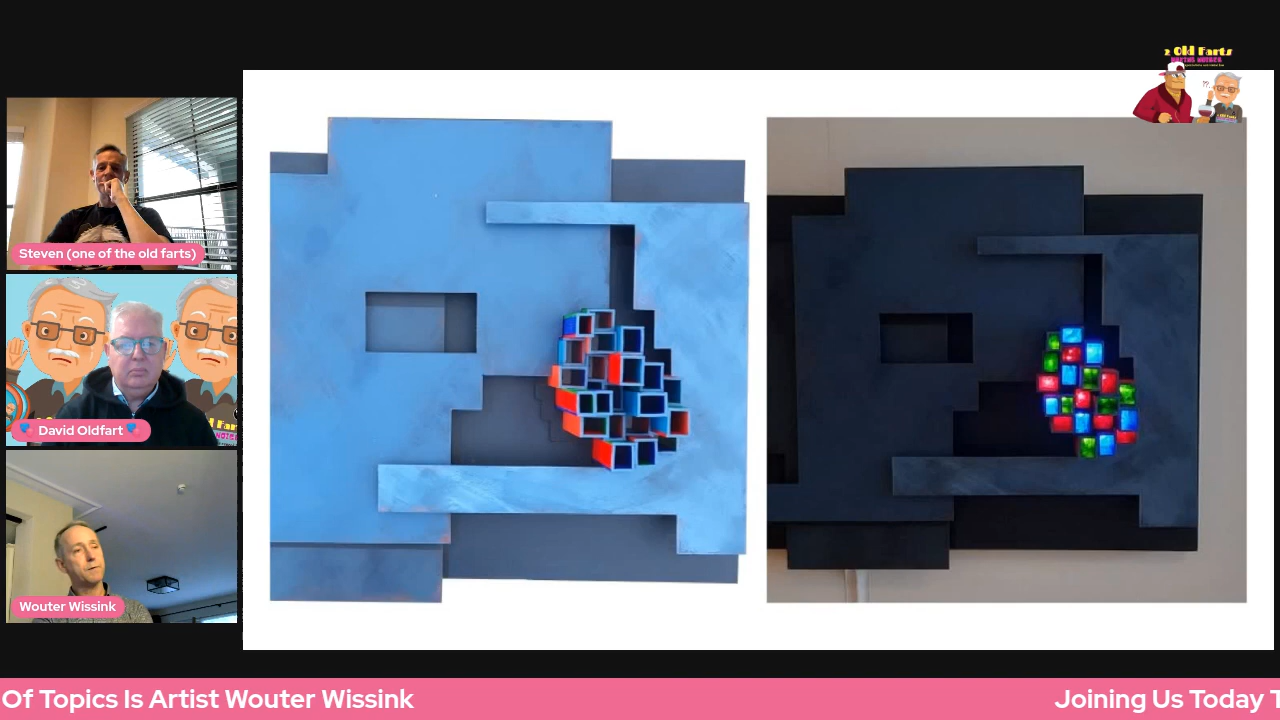 2 Old Farts
Steven (one of the old farts)
David Oldfart
Wouter Wissink
Of Topics Is Artist Wouter Wissink
Joining Us Today T